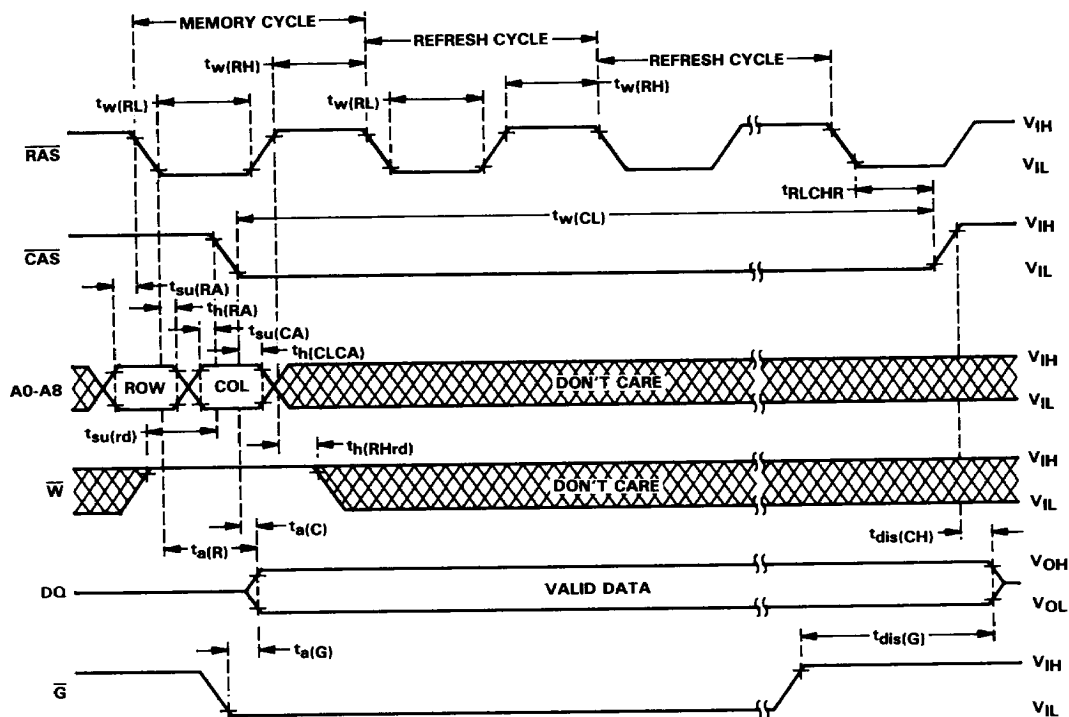 MEMORY CYCLE
REFRESH CYCLE
REFRESH CYCLE
tw(RH)
tw(RH)
tw(RL)
tw(RL)
RAS
VIH
VIL
tRLCHR
tw(CL)
CAS
VIH
VIL
tsu(RA)
th(RA)
tsu(CA)
th(CLCA)
A0-A8
ROW
COL
DON'T CARE
VIH
VIL
tsu(rd)
th(RHrd)
W
DON'T CARE
VIH
VIL
ta(C)
ta(R)
tdis(CH)
DQ
VALID DATA
VOH
VOL
ta(G)
tdis(G)
G
VIH
VIL